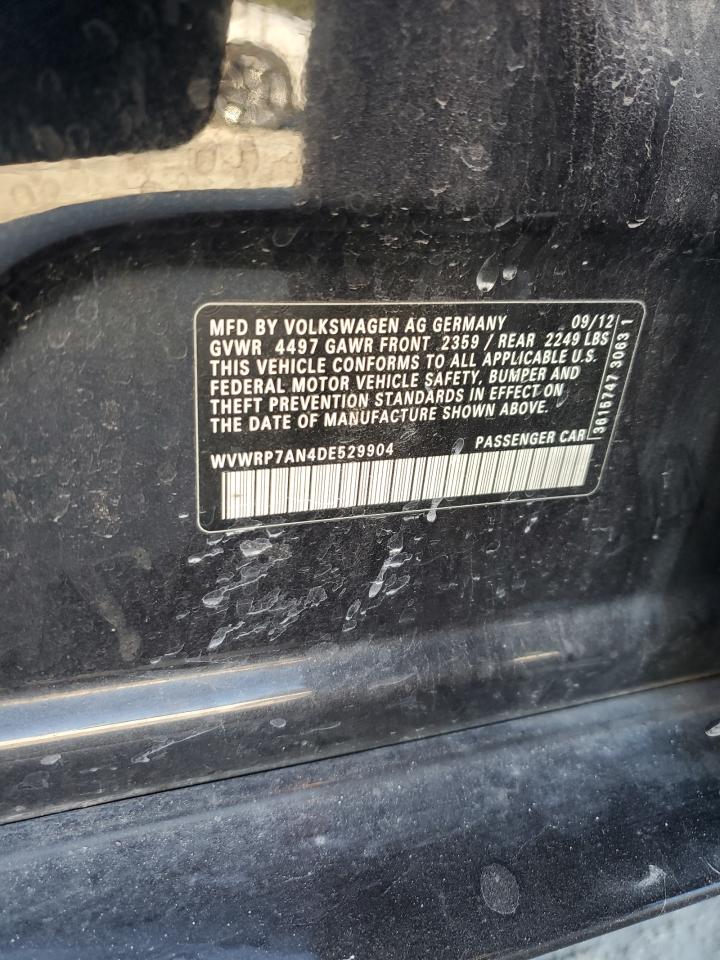 MFD BY VOLKSWAGEN AG GERMANY 09/12
GVWR 4497 GAWR FRONT 2359 / REAR 2249 LBS
THIS VEHICLE CONFORMS TO ALL APPLICABLE U.S.
FEDERAL MOTOR VEHICLE SAFETY, BUMPER AND
THEFT PREVENTION STANDARDS IN EFFECT ON
THE DATE OF MANUFACTURE SHOWN ABOVE.
WVWRP7AN4DE529904 PASSENGER CAR
3615747 3063 1